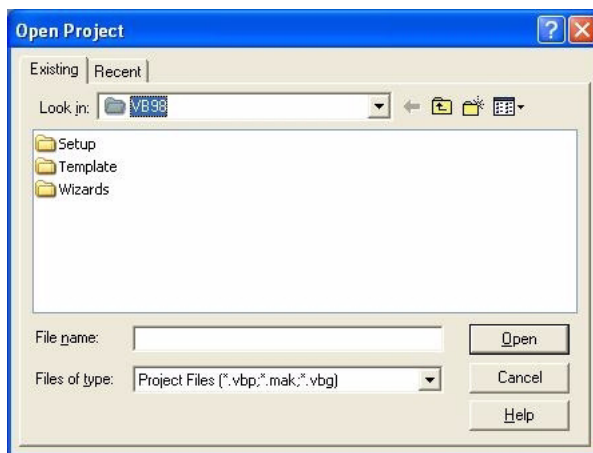 Open Project
Existing Recent
Look in: VB98
Setup
Template
Wizards
File name: Open
Files of type: Project Files (*.vbp;*.mak;*.vbg) Cancel
Help